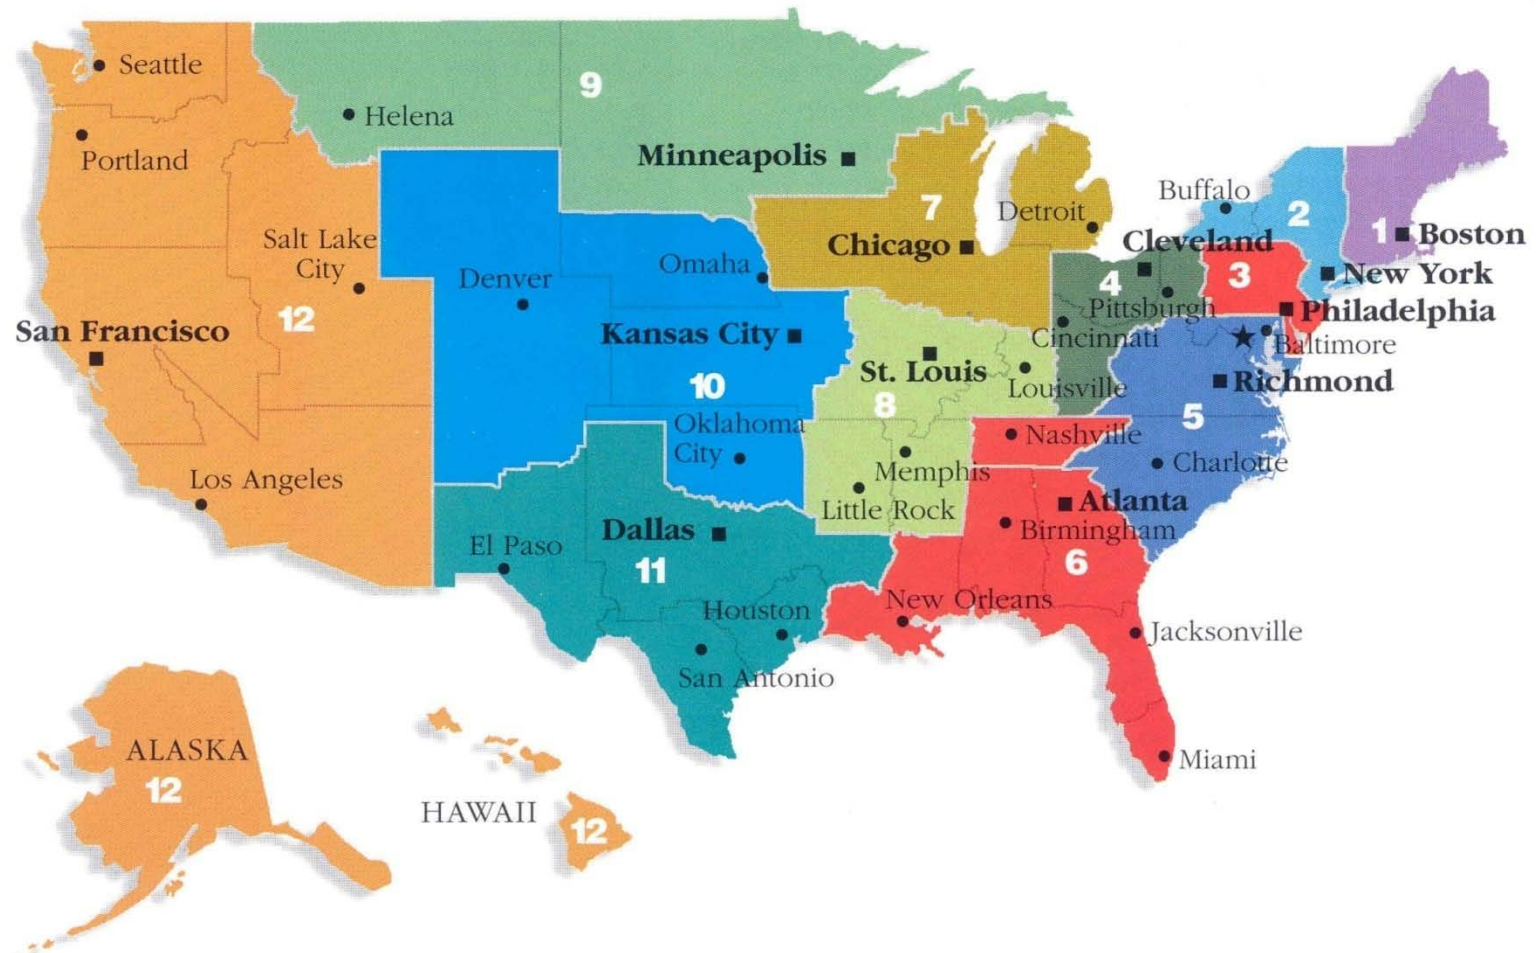 Seattle
9
Helena
Portland
Minneapolis
Buffalo
7
Detroit
2
1
Boston
Salt Lake
City
Chicago
Cleveland
New York
Omaha
Denver
4
3
Pittsburgh
Philadelphia
12
San Francisco
Kansas City
Cincinnati
Baltimore
St. Louis
Louisville
Richmond
10
8
5
Oklahoma
City
Nashville
Charlotte
Memphis
Los Angeles
Little Rock
Atlanta
Dallas
Birmingham
El Paso
11
6
New Orleans
Houston
Jacksonville
San Antonio
ALASKA
12
Miami
HAWAII
12